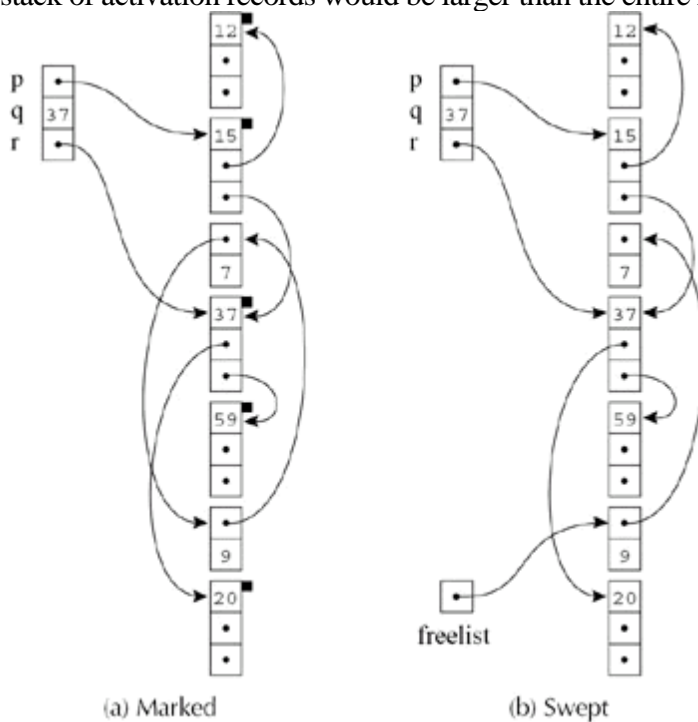 stack of activation records would be larger than the entire
p
q 37
r
12
15
7
37
59
9
20
(a) Marked
p
q 37
r
12
15
7
37
59
9
20
freelist
(b) Swept